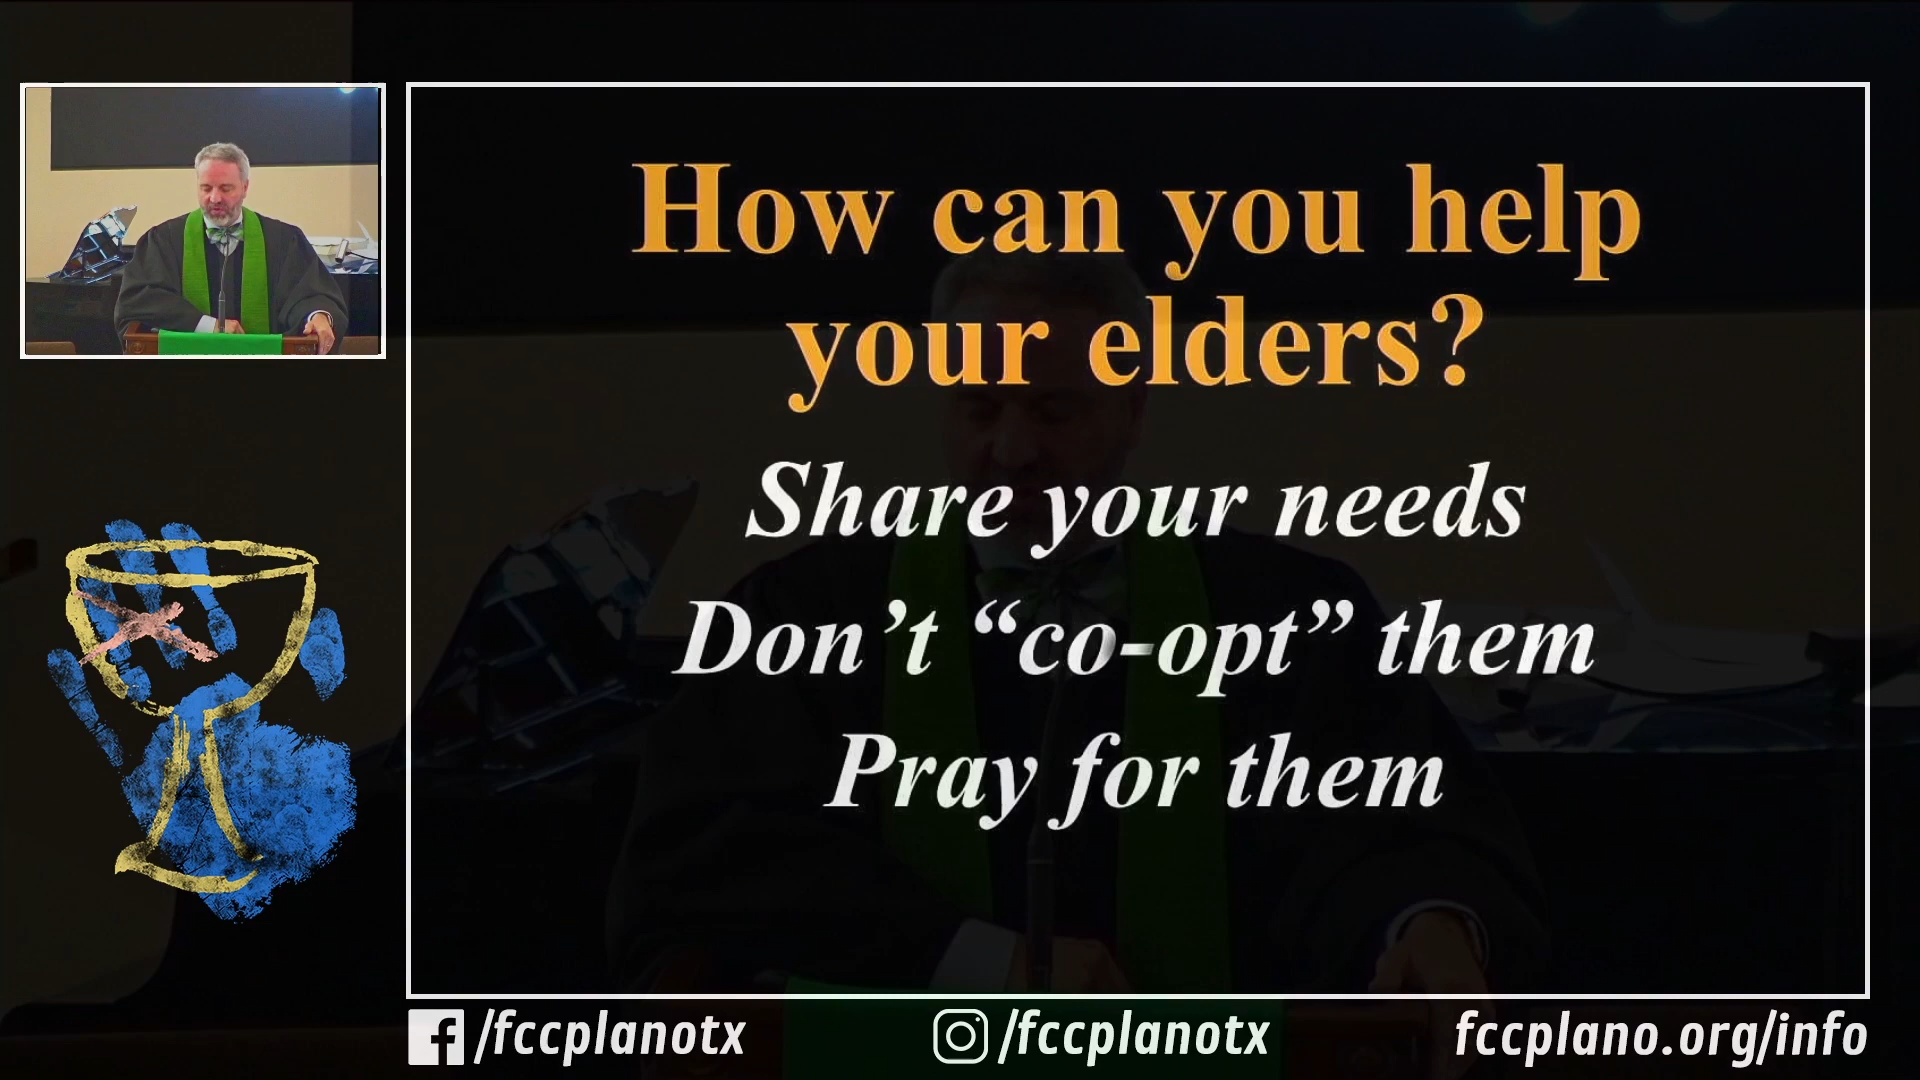 How can you help
your elders?
Share your needs
Don’t “co-opt” them
Pray for them
/fccplanotx
/fccplanotx
fccplano.org/info